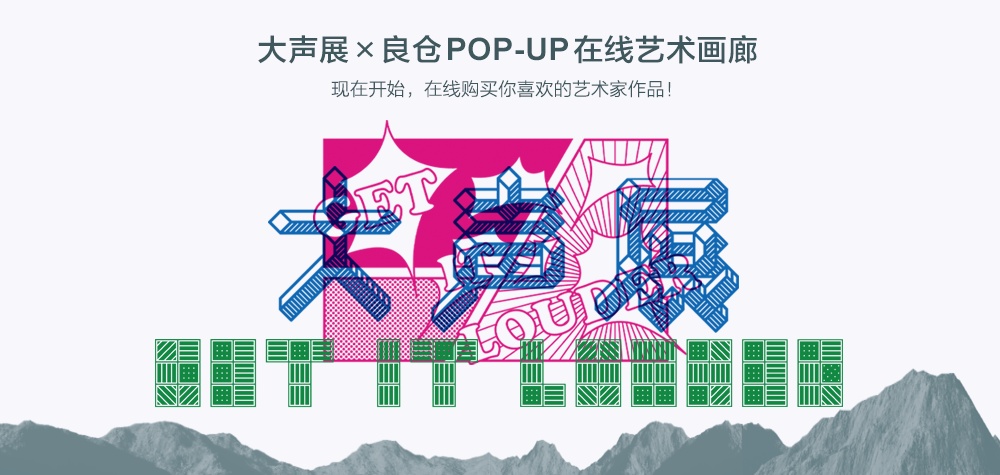 大声展×良仓POP-UP在线艺术画廊
现在开始，在线购买你喜欢的艺术家作品！
大声展
GET
IT
LOUDER
GET IT LOUDER